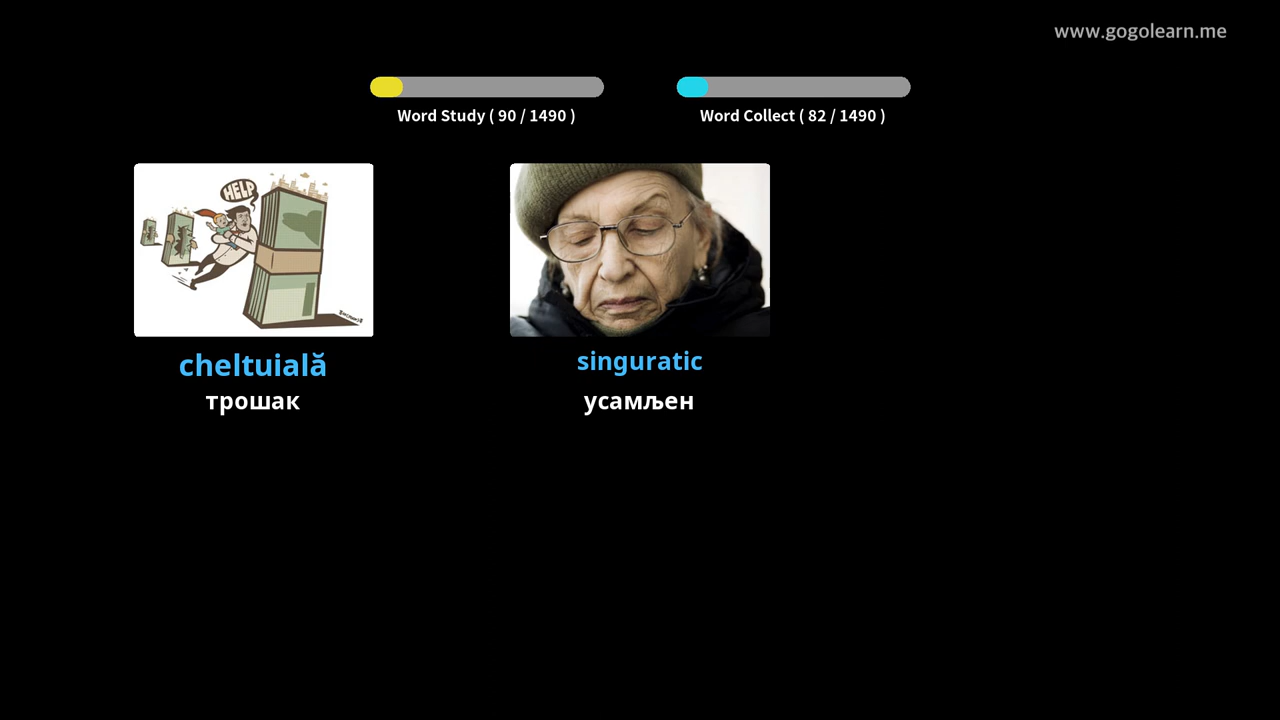 www.gogolearn.me
Word Study ( 90 / 1490 )
Word Collect ( 82 / 1490 )
HELP
cheltuială
трошак
singuratic
усамљен